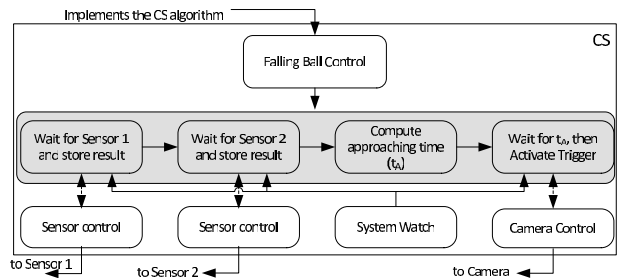 Implements the CS algorithm
CS
Falling Ball Control
Wait for Sensor 1
and store result
Wait for Sensor 2
and store result
Compute
approaching time
(tA)
Wait for tA, then
Activate Trigger
Sensor control
Sensor control
System Watch
Camera Control
to Sensor 1
to Sensor 2
to Camera